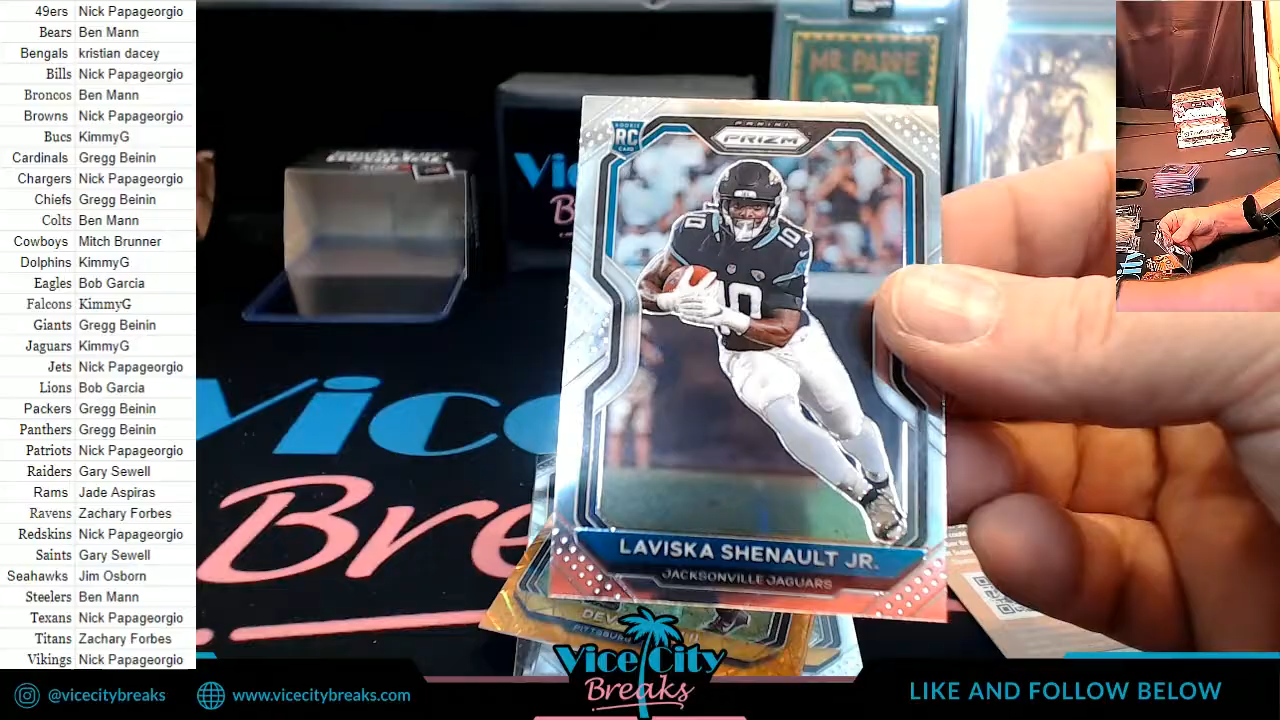 49ers Nick Papageorgio
Bears Ben Mann
Bengals kristian dacey
Bills Nick Papageorgio
Broncos Ben Mann
Browns Nick Papageorgio
Bucs KimmyG
Cardinals Gregg Beinin
Chargers Nick Papageorgio
Chiefs Gregg Beinin
Colts Ben Mann
Cowboys Mitch Brunner
Dolphins KimmyG
Eagles Bob Garcia
Falcons KimmyG
Giants Gregg Beinin
Jaguars KimmyG
Jets Nick Papageorgio
Lions Bob Garcia
Packers Gregg Beinin
Panthers Gregg Beinin
Patriots Nick Papageorgio
Raiders Gary Sewell
Rams Jade Aspiras
Ravens Zachary Forbes
Redskins Nick Papageorgio
Saints Gary Sewell
Seahawks Jim Osborn
Steelers Ben Mann
Texans Nick Papageorgio
Titans Zachary Forbes
Vikings Nick Papageorgio
ROOKIE
RC
CARD
PANINI
PRIZM
10
10
10
LAVISKA SHENAULT JR.
JACKSONVILLE JAGUARS
Vice City
Breaks
@vicecitybreaks
www.vicecitybreaks.com
LIKE AND FOLLOW BELOW